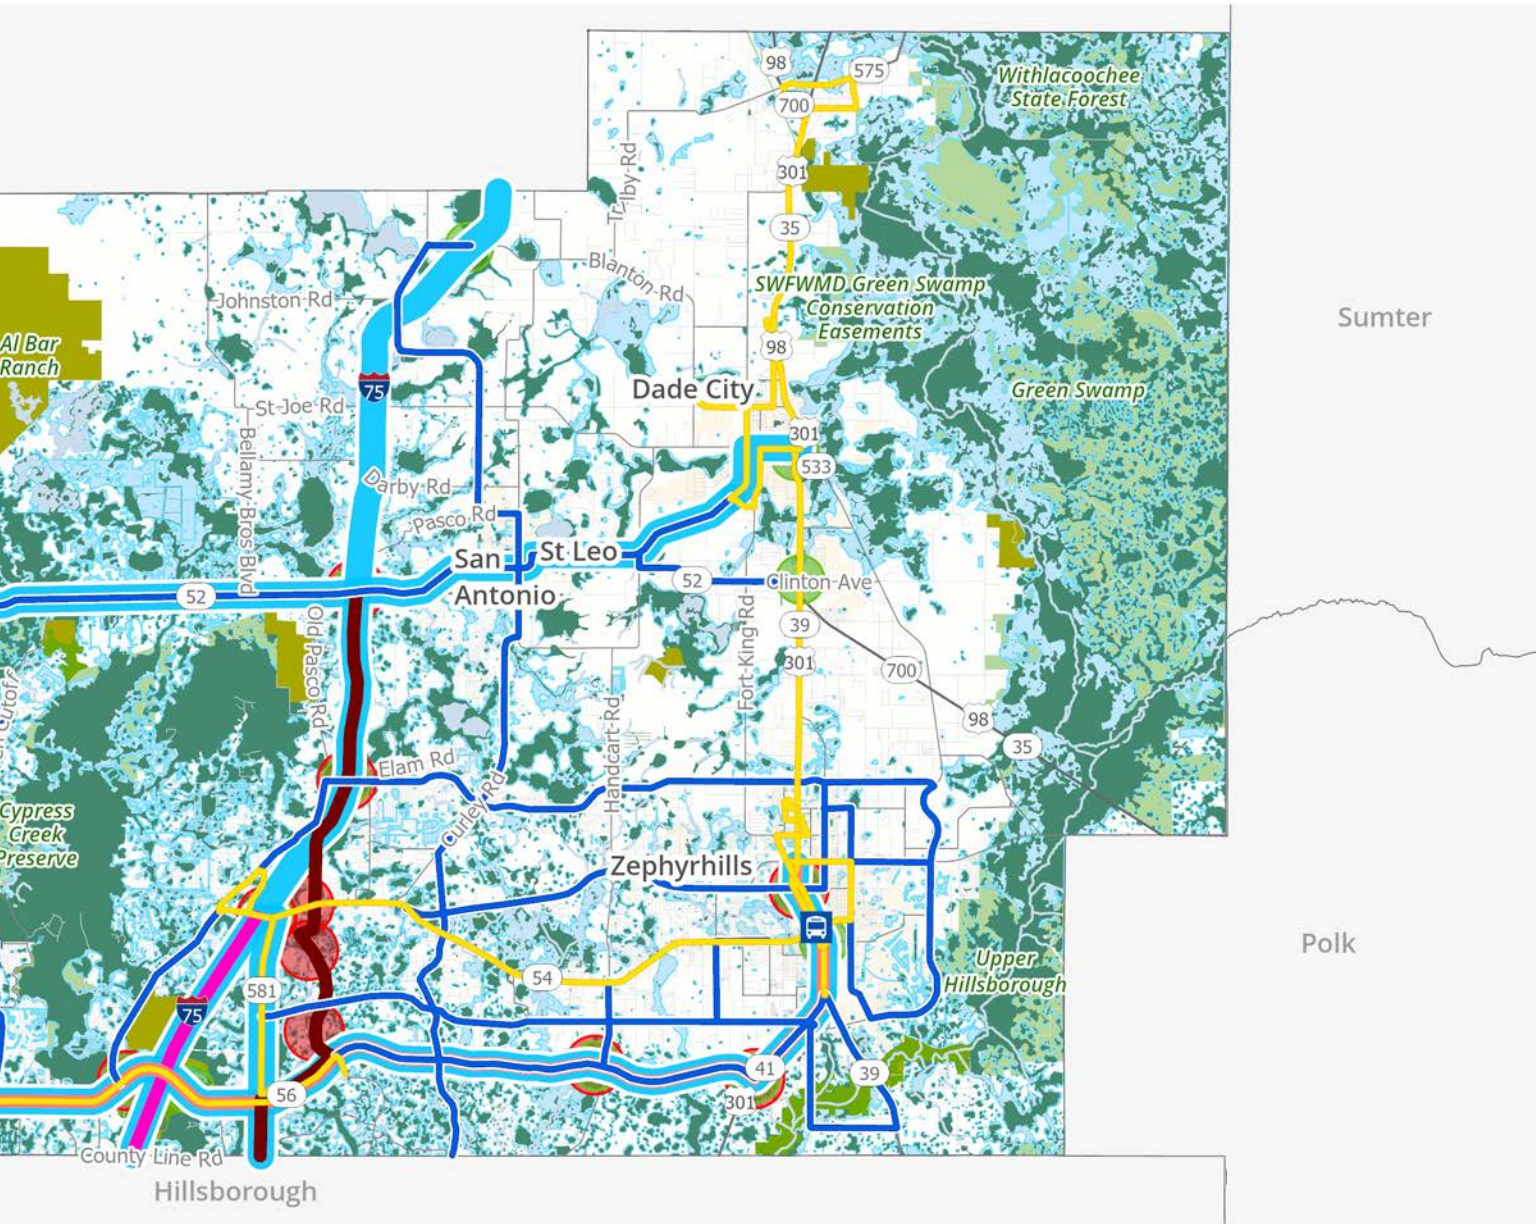 98
575
Withlacoochee
State Forest
700
Trilby Rd
301
35
Blanton Rd
SWFWMD Green Swamp
Conservation
Easements
Johnston Rd
Sumter
Al Bar
Ranch
98
75
Dade City
Green Swamp
St Joe Rd
301
Bellamy Bros Blvd
533
Darby Rd
Pasco Rd
San
Antonio
St Leo
52
52
Clinton Ave
Old Pasco Rd
Fort King Rd
39
301
700
98
35
Handcart Rd
Elam Rd
Curley Rd
Cypress
Creek
Preserve
Zephyrhills
Polk
Upper
Hillsborough
54
581
75
41
39
56
301
County Line Rd
Hillsborough